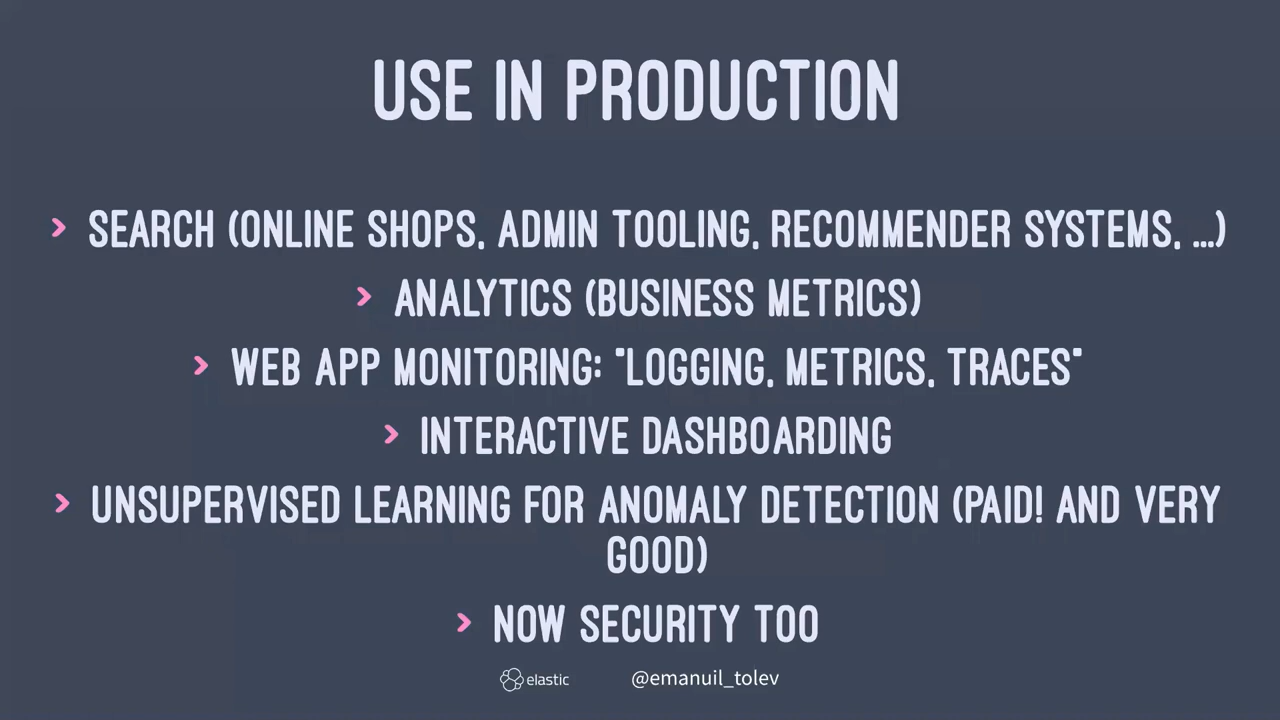 USE IN PRODUCTION
> SEARCH (ONLINE SHOPS, ADMIN TOOLING, RECOMMENDER SYSTEMS, ...)
> ANALYTICS (BUSINESS METRICS)
> WEB APP MONITORING: "LOGGING, METRICS, TRACES"
> INTERACTIVE DASHBOARDING
> UNSUPERVISED LEARNING FOR ANOMALY DETECTION (PAID! AND VERY
GOOD)
> NOW SECURITY TOO
elastic @emanuil_tolev